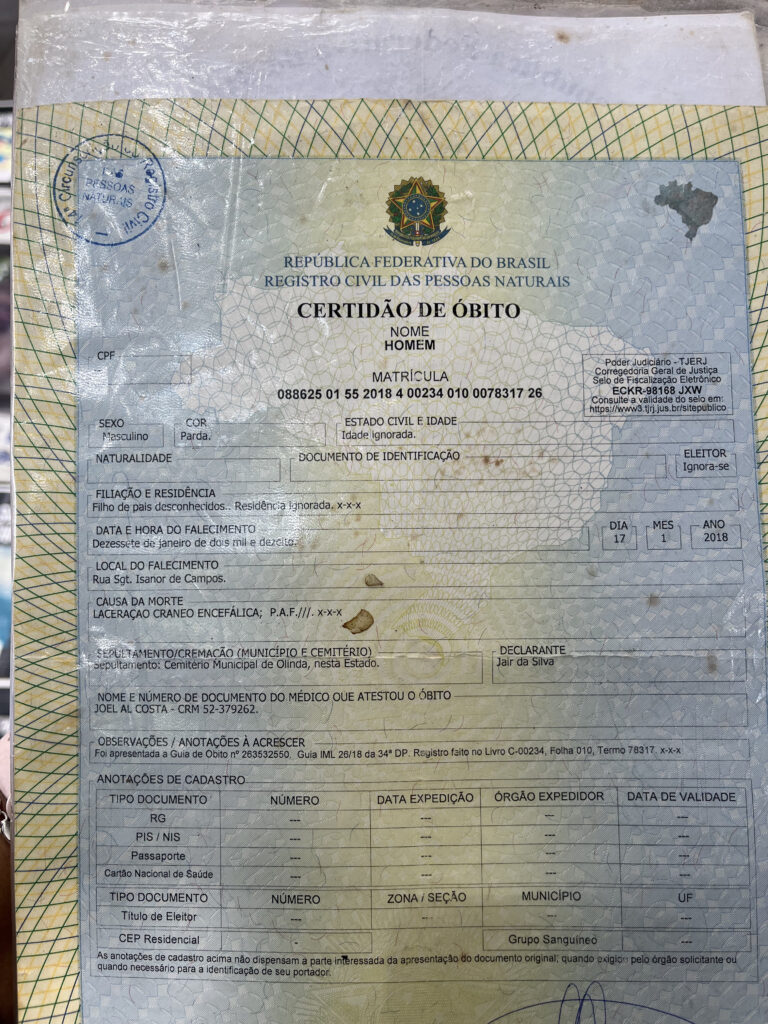 14ª Circunscrição Registro Civil
DAS
PESSOAS
NATURAIS
REPÚBLICA FEDERATIVA DO BRASIL
REGISTRO CIVIL DAS PESSOAS NATURAIS
CERTIDÃO DE ÓBITO
NOME
HOMEM
CPF
MATRÍCULA
088625 01 55 2018 4 00234 010 0078317 26
Poder Judiciário - TJERJ
Corregedoria Geral de Justiça
Selo de Fiscalização Eletrônico
ECKR-98168 JXW
Consulte a validade do selo em:
https://www3.tjrj.jus.br/sitepublico
SEXO COR ESTADO CIVIL E IDADE
Masculino Parda. Idade ignorada.
NATURALIDADE DOCUMENTO DE IDENTIFICAÇÃO ELEITOR
Ignora-se
FILIAÇÃO E RESIDÊNCIA
Filho de pais desconhecidos.. Residência ignorada. x-x-x
DATA E HORA DO FALECIMENTO DIA MES ANO
Dezessete de janeiro de dois mil e dezoito. 17 1 2018
LOCAL DO FALECIMENTO
Rua Sgt. Isanor de Campos.
CAUSA DA MORTE
LACERAÇAO CRANEO ENCEFÁLICA; P.A.F.///. x-x-x
SEPULTAMENTO/CREMAÇÃO (MUNICÍPIO E CEMITÉRIO) DECLARANTE
Sepultamento: Cemitério Municipal de Olinda, nesta Estado. Jair da Silva
NOME E NÚMERO DE DOCUMENTO DO MÉDICO QUE ATESTOU O ÓBITO
JOEL AL COSTA - CRM 52-379262.
OBSERVAÇÕES / ANOTAÇÕES À ACRESCER
Foi apresentada a Guia de Óbito nº 263532550. Guia IML 26/18 da 34ª DP. Registro feito no Livro C-00234, Folha 010, Termo 78317. x-x-x
ANOTAÇÕES DE CADASTRO
TIPO DOCUMENTO NÚMERO DATA EXPEDIÇÃO ÓRGÃO EXPEDIDOR DATA DE VALIDADE
RG --- --- --- ---
PIS / NIS --- --- --- ---
Passaporte --- --- --- ---
Cartão Nacional de Saúde --- --- --- ---
TIPO DOCUMENTO NÚMERO ZONA / SEÇÃO MUNICÍPIO UF
Título de Eleitor --- --- --- ---
CEP Residencial - Grupo Sanguíneo ---
As anotações de cadastro acima não dispensam a parte interessada da apresentação do documento original, quando exigido pelo órgão solicitante ou
quando necessário para a identificação de seu portador.